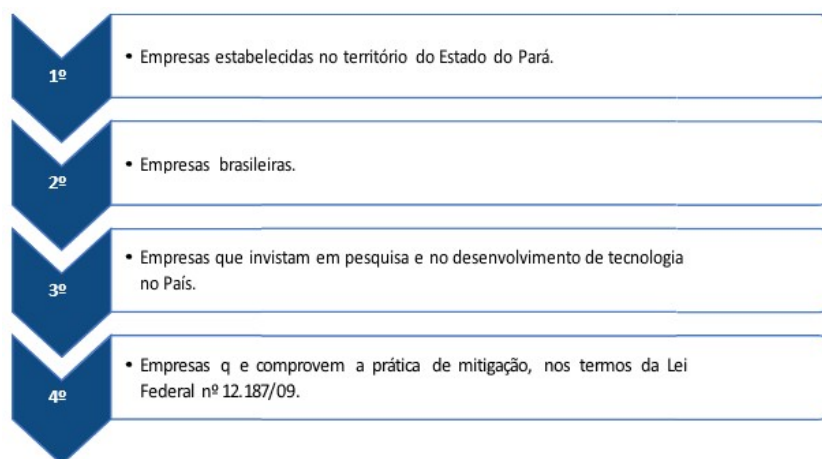 1º
• Empresas estabelecidas no território do Estado do Pará.
2º
• Empresas brasileiras.
3º
• Empresas que invistam em pesquisa e no desenvolvimento de tecnologia
no País.
4º
• Empresas q e comprovem a prática de mitigação, nos termos da Lei
Federal nº 12.187/09.